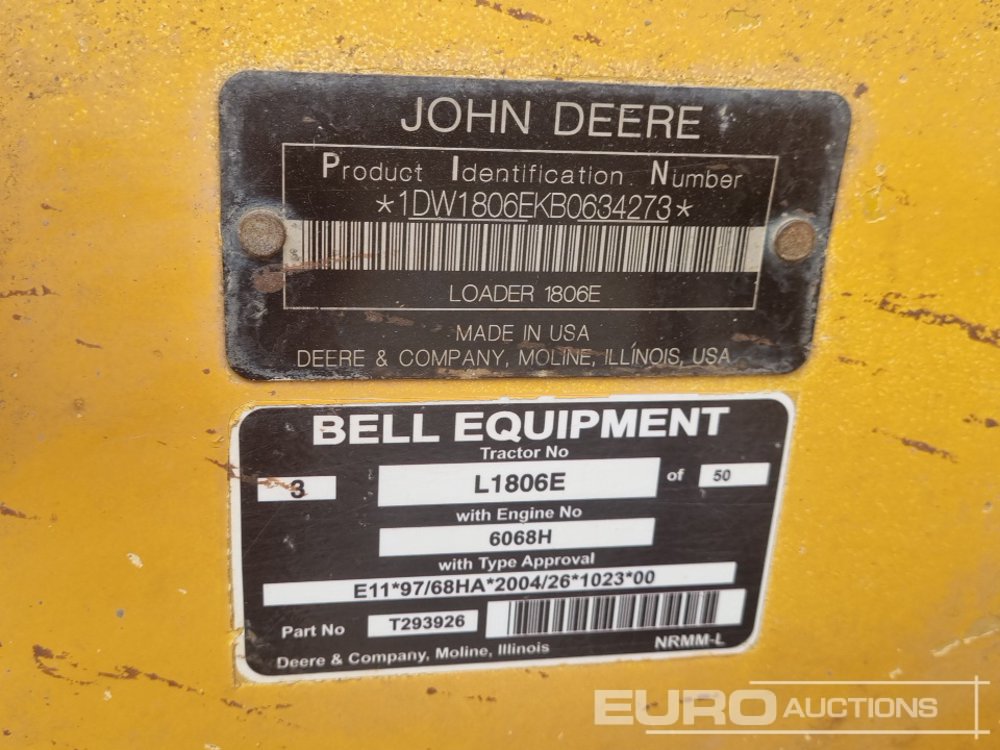 JOHN DEERE
Product Identification Number
*1DW1806EKB0634273*
LOADER 1806E
MADE IN USA
DEERE & COMPANY, MOLINE, ILLINOIS, USA
BELL EQUIPMENT
Tractor No
3 L1806E of 50
with Engine No
6068H
with Type Approval
E11*97/68HA*2004/26*1023*00
Part No T293926
NRMM-L
Deere & Company, Moline, Illinois
EURO AUCTIONS